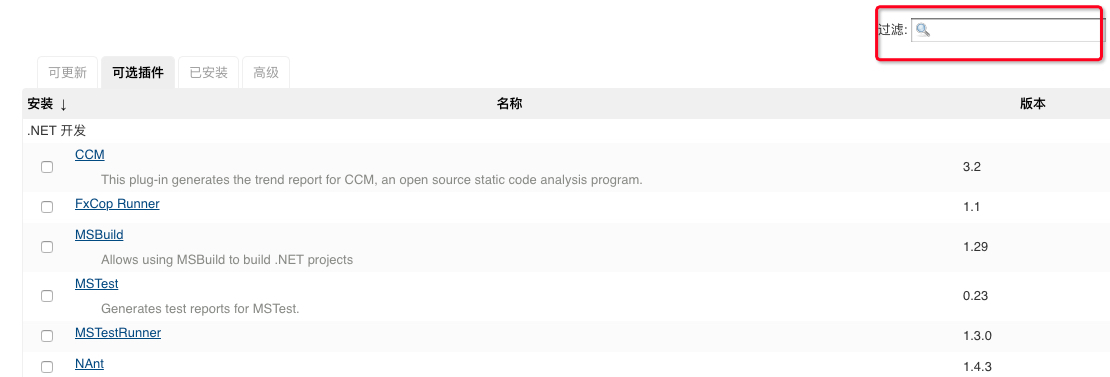 过滤:
可更新 可选插件 已安装 高级
安装 ↓ 名称 版本
.NET 开发
CCM
This plug-in generates the trend report for CCM, an open source static code analysis program.
3.2
FxCop Runner
1.1
MSBuild
Allows using MSBuild to build .NET projects
1.29
MSTest
Generates test reports for MSTest.
0.23
MSTestRunner
1.3.0
NAnt
1.4.3